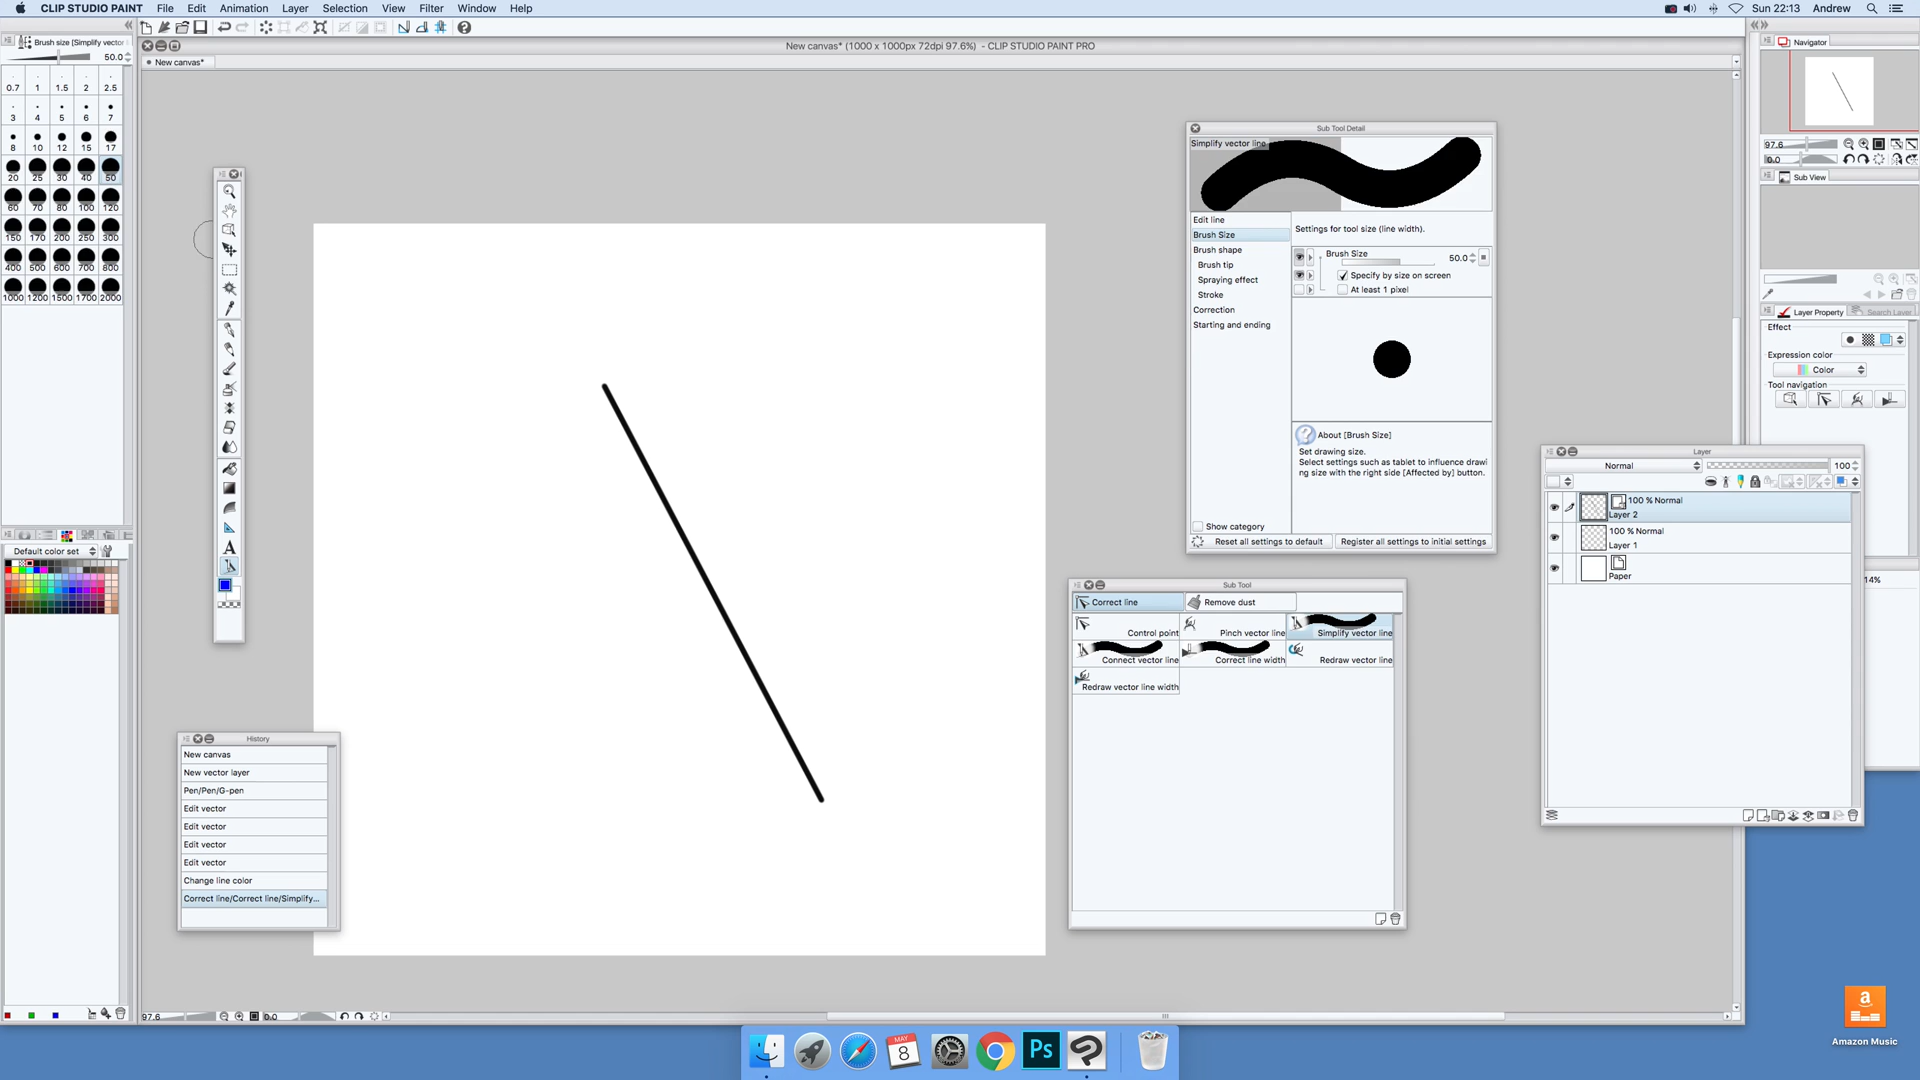 CLIP STUDIO PAINT File Edit Animation Layer Selection View Filter Window Help
Sun 22:13 Andrew
New canvas* (1000 x 1000px 72dpi 97.6%) - CLIP STUDIO PAINT PRO
New canvas*
Brush size (Simplify vector
50.0
0.7 1 1.5 2 2.5
3 4 5 6 7
8 10 12 15 17
20 25 30 40 50
60 70 80 100 120
150 170 200 250 300
400 500 600 700 800
1000 1200 1500 1700 2000
Default color set
A
History
New canvas
New vector layer
Pen/Pen/G-pen
Edit vector
Edit vector
Edit vector
Edit vector
Change line color
Correct line/Correct line/Simplify...
97.6
0.0
Sub Tool Detail
Simplify vector line
Edit line
Brush Size
Brush shape
Brush tip
Spraying effect
Stroke
Correction
Starting and ending
Settings for tool size (line width).
Brush Size 50.0
Specify by size on screen
At least 1 pixel
About [Brush Size]
Set drawing size.
Select settings such as tablet to influence drawi
ng size with the right side [Affected by] button.
Show category
Reset all settings to default Register all settings to initial settings
Sub Tool
Correct line Remove dust
Control point Pinch vector line Simplify vector line
Connect vector line Correct line width Redraw vector line
Redraw vector line width
Navigator
97.6
0.0
Sub View
Layer Property Search Layer
Effect
Expression color
Color
Tool navigation
Layer
Normal 100
100 % Normal
Layer 2
100 % Normal
Layer 1
Paper
14%
MAY
8
Ps
a
Amazon Music